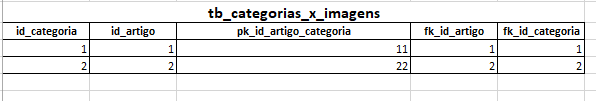 tb_categorias_x_imagens
id_categoria id_artigo pk_id_artigo_categoria fk_id_artigo fk_id_categoria
1 1 11 1 1
2 2 22 2 2